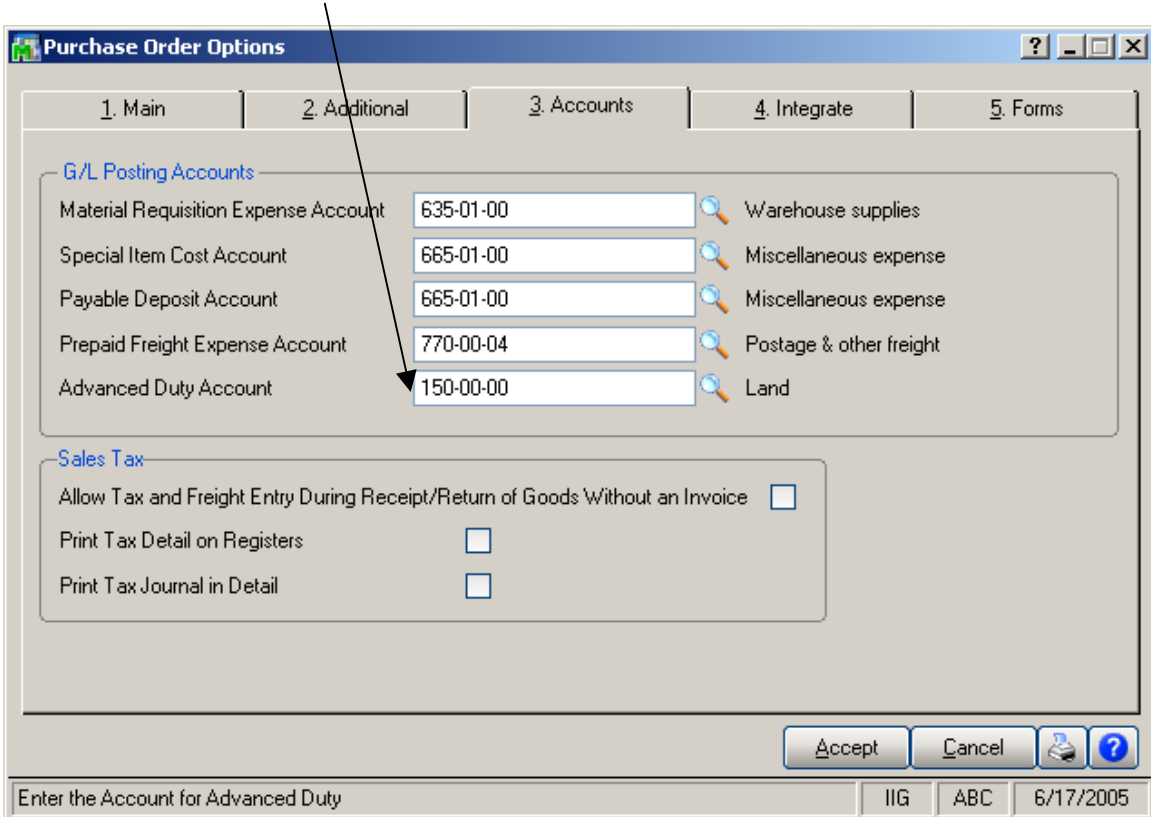 Purchase Order Options
1. Main 2. Additional 3. Accounts 4. Integrate 5. Forms
G/L Posting Accounts
Material Requisition Expense Account 635-01-00 Warehouse supplies
Special Item Cost Account 665-01-00 Miscellaneous expense
Payable Deposit Account 665-01-00 Miscellaneous expense
Prepaid Freight Expense Account 770-00-04 Postage & other freight
Advanced Duty Account 150-00-00 Land
Sales Tax
Allow Tax and Freight Entry During Receipt/Return of Goods Without an Invoice
Print Tax Detail on Registers
Print Tax Journal in Detail
Accept Cancel
Enter the Account for Advanced Duty IIG ABC 6/17/2005